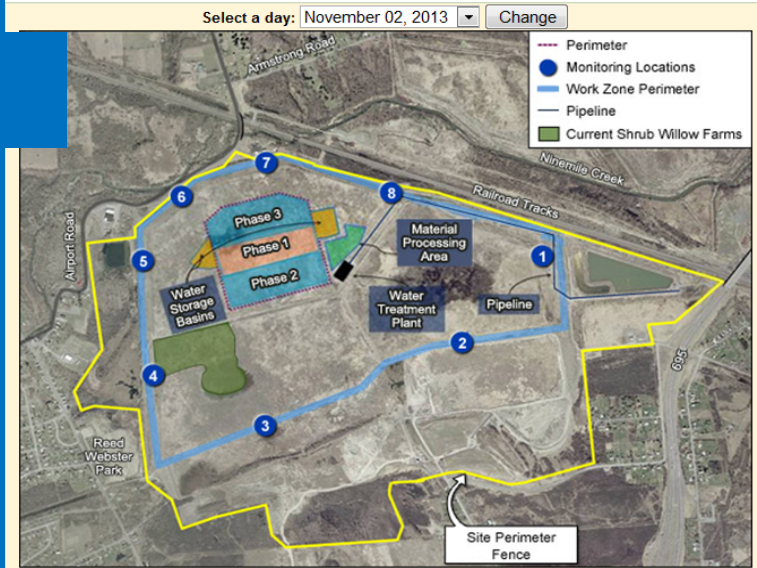 Select a day: November 02, 2013 Change
Armstrong Road
Perimeter
Monitoring Locations
Work Zone Perimeter
Pipeline
Current Shrub Willow Farms
Ninemile Creek
Railroad Tracks
7
8
6
Phase 3
Material
Processing
Area
Airport Road
5
Phase 1
1
Phase 2
Water
Storage
Basins
Water
Treatment
Plant
Pipeline
2
695
4
3
Reed
Webster
Park
Site Perimeter
Fence